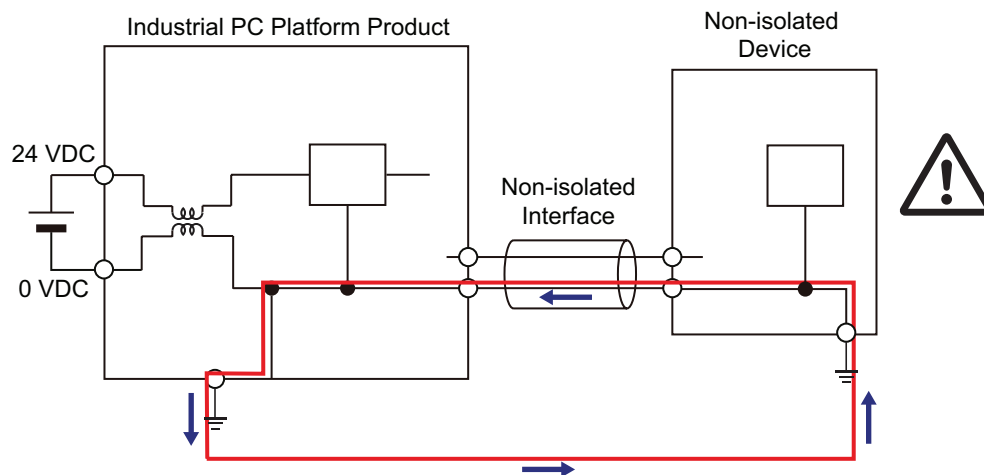 Industrial PC Platform Product
Non-isolated
Device
24 VDC
Non-isolated
Interface
0 VDC